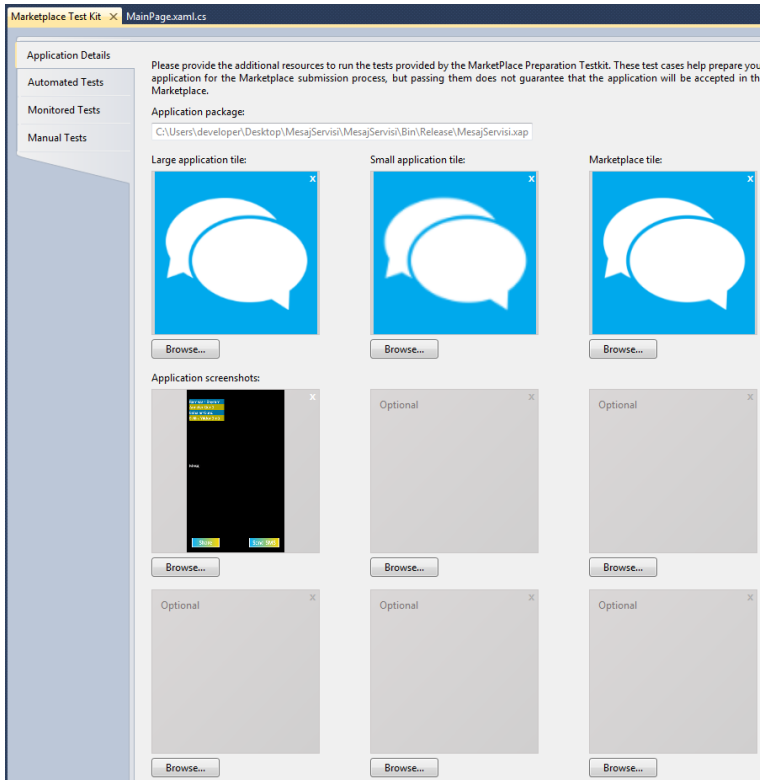 Marketplace Test Kit X MainPage.xaml.cs
Application Details
Automated Tests
Monitored Tests
Manual Tests
Please provide the additional resources to run the tests provided by the MarketPlace Preparation Testkit. These test cases help prepare you
application for the Marketplace submission process, but passing them does not guarantee that the application will be accepted in th
Marketplace.
Application package:
C:\Users\developer\Desktop\MesajServisi\MesajServisi\Bin\Release\MesajServisi.xap
Large application tile: Small application tile: Marketplace tile:
x x x
Browse... Browse... Browse...
Application screenshots:
x Optional x Optional x
Send SMS
Browse... Browse... Browse...
Optional x Optional x Optional x
Browse... Browse... Browse...